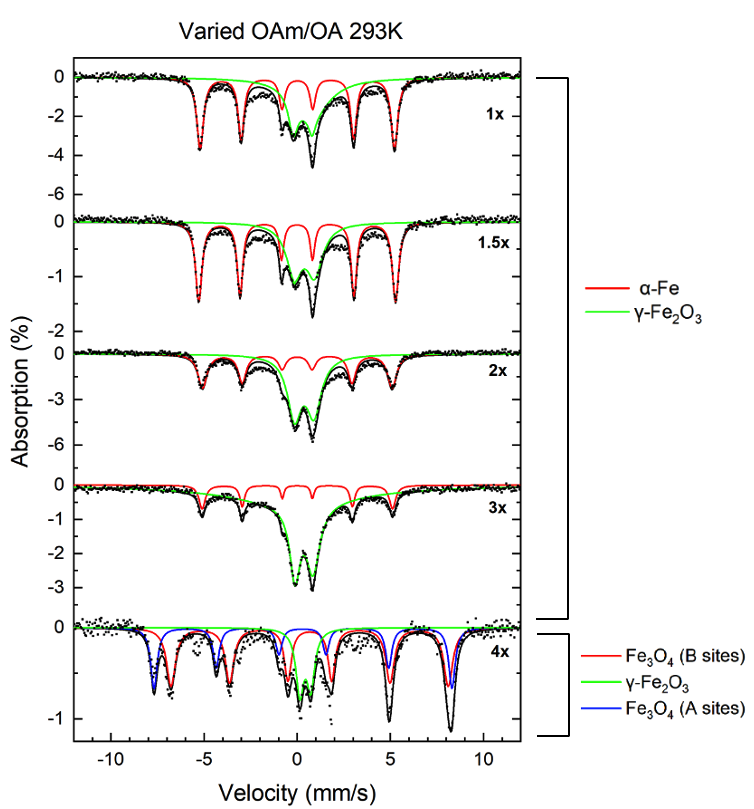 Varied OAm/OA 293K
Absorption (%)
0
-2
-4
-6
1x
0
-1
-2
1.5x
0
-3
-6
2x
0
-1
-2
-3
3x
0
-1
4x
-10 -5 0 5 10
Velocity (mm/s)
α-Fe
γ-Fe₂O₃
Fe₃O₄ (B sites)
γ-Fe₂O₃
Fe₃O₄ (A sites)